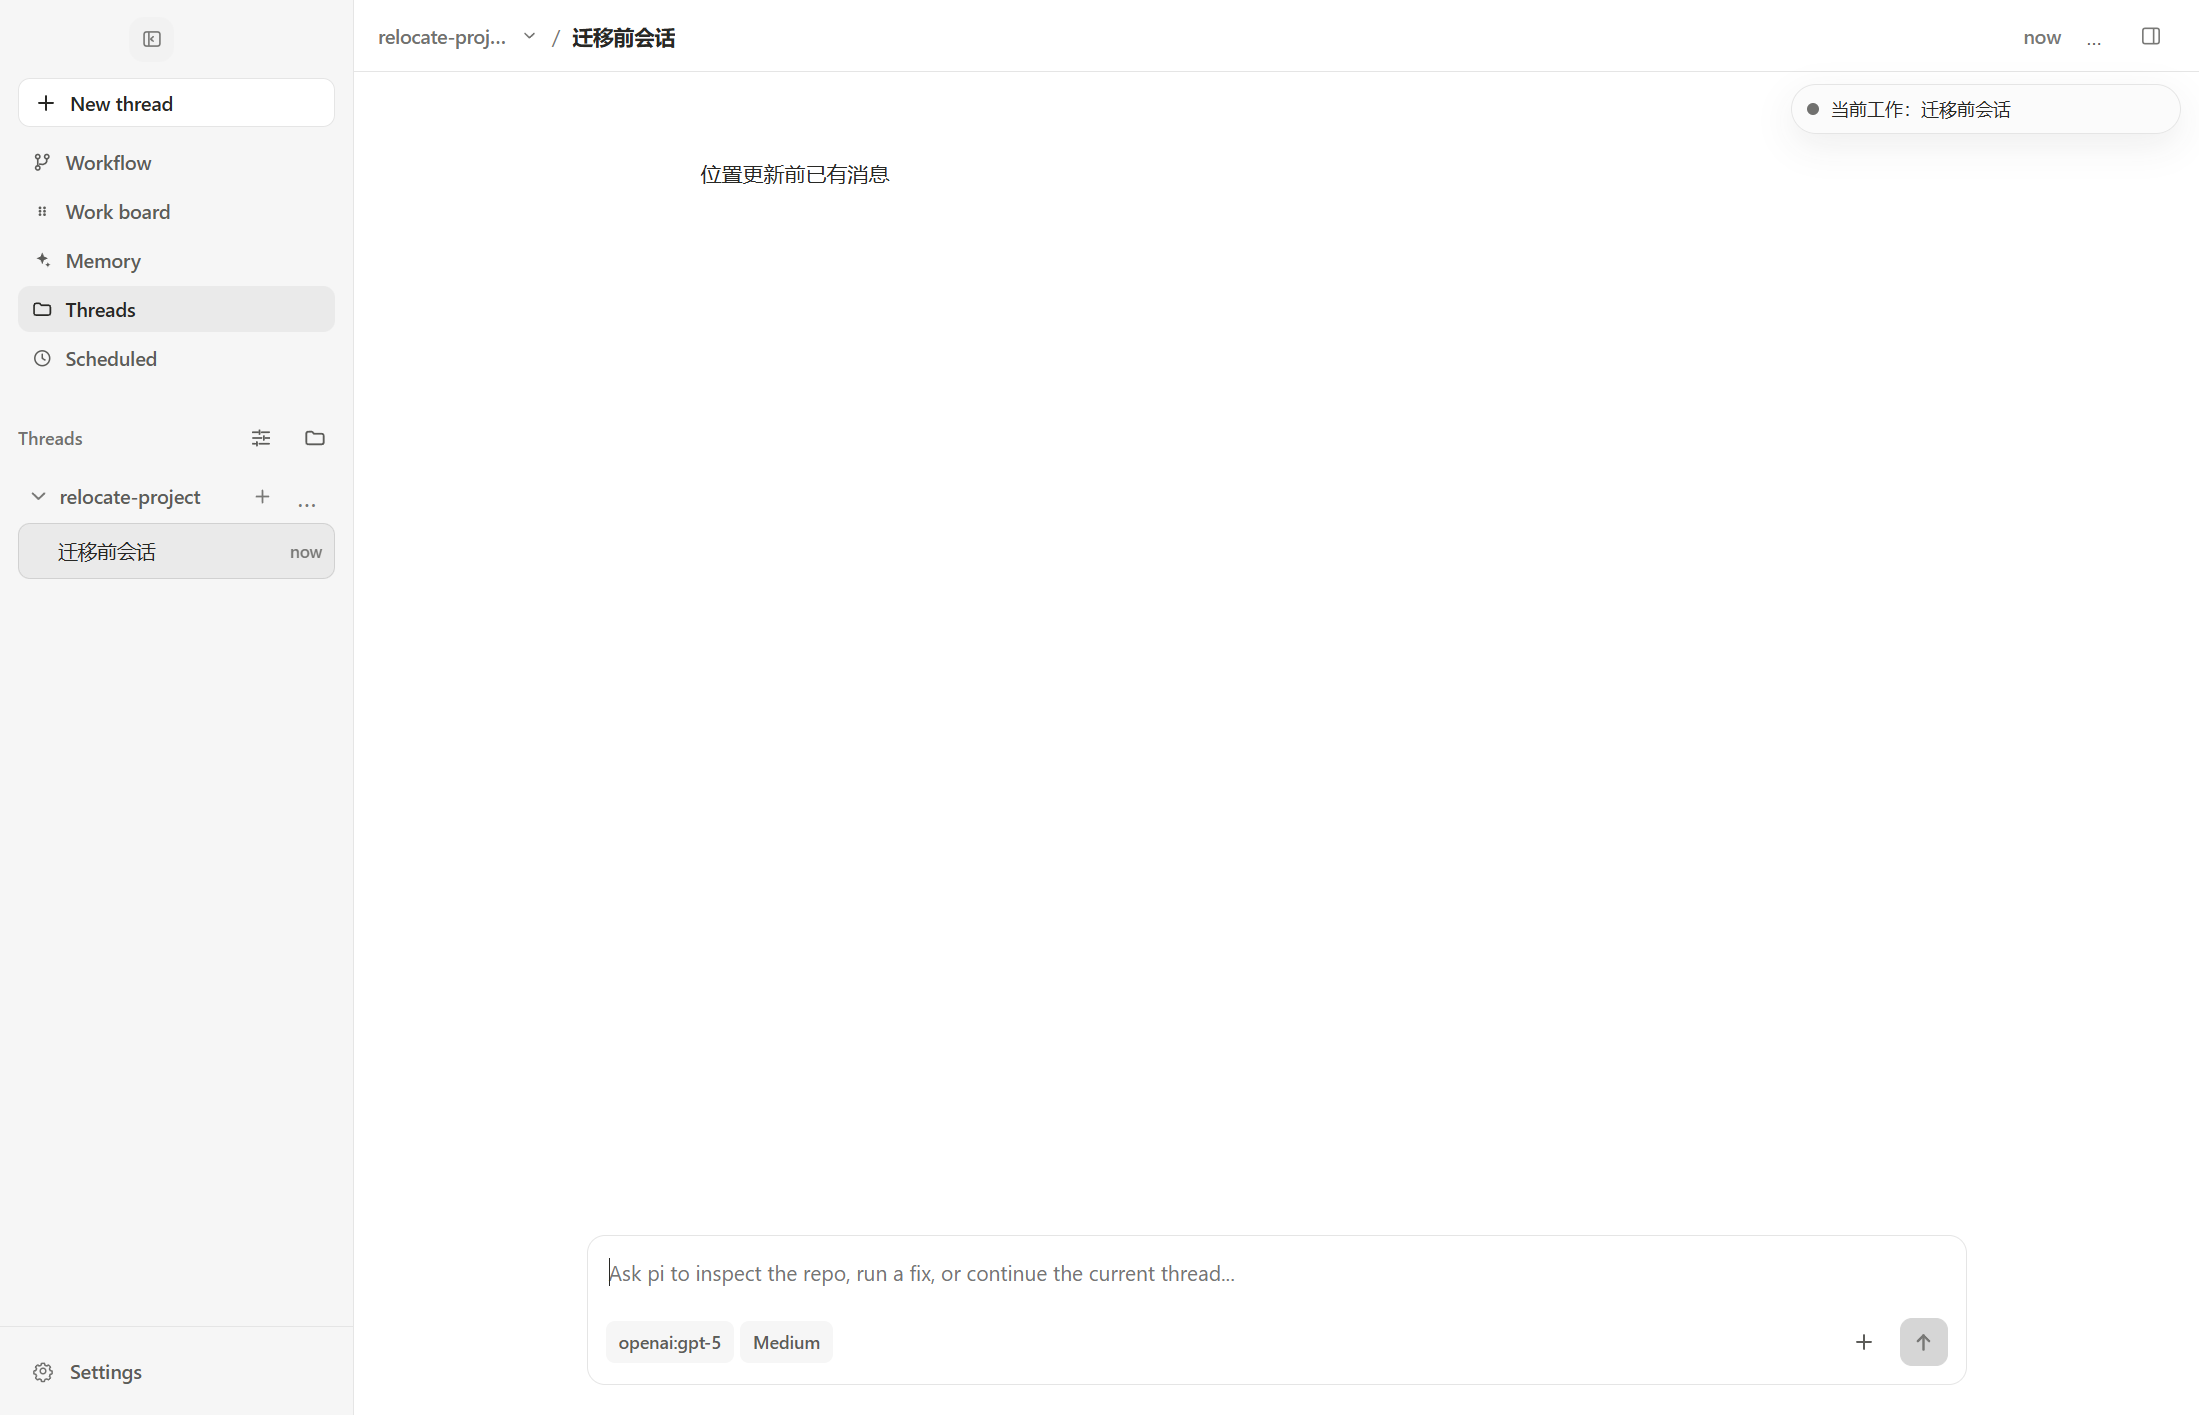 New thread
Workflow
Work board
Memory
Threads
Scheduled
Threads
relocate-project
...
迁移前会话 now
Settings
relocate-proj... / 迁移前会话
now ...
当前工作：迁移前会话
位置更新前已有消息
Ask pi to inspect the repo, run a fix, or continue the current thread...
openai:gpt-5 Medium